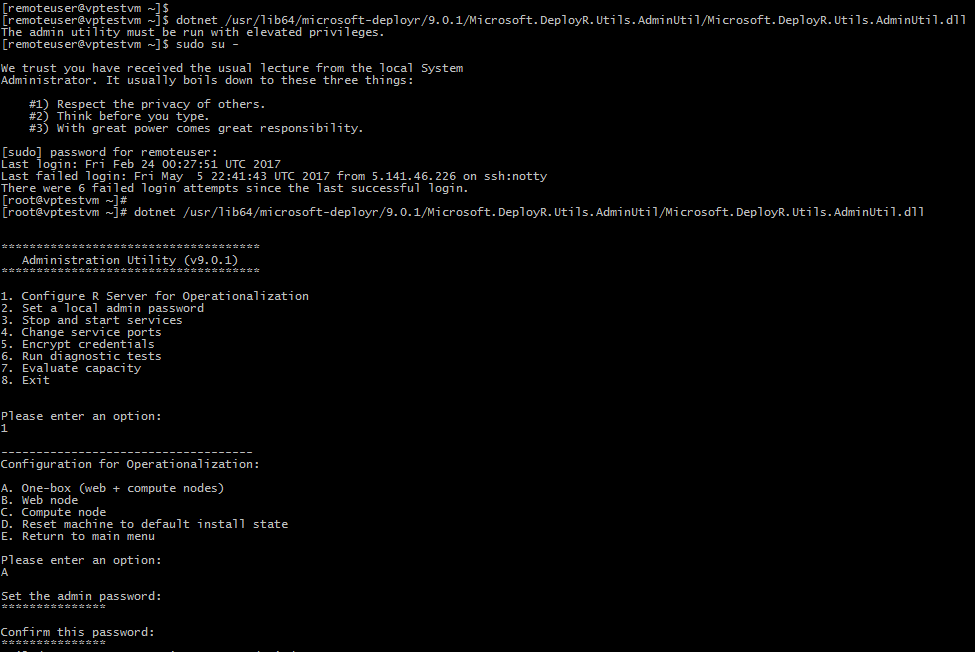 [remoteuser@vptestvm ~]$
[remoteuser@vptestvm ~]$ dotnet /usr/lib64/microsoft-deployr/9.0.1/Microsoft.DeployR.Utils.AdminUtil/Microsoft.DeployR.Utils.AdminUtil.dll
The admin utility must be run with elevated privileges.
[remoteuser@vptestvm ~]$ sudo su -
We trust you have received the usual lecture from the local System
Administrator. It usually boils down to these three things:
#1) Respect the privacy of others.
#2) Think before you type.
#3) With great power comes great responsibility.
[sudo] password for remoteuser:
Last login: Fri Feb 24 00:27:51 UTC 2017
Last failed login: Fri May  5 22:41:43 UTC 2017 from 5.141.46.226 on ssh:notty
There were 6 failed login attempts since the last successful login.
[root@vptestvm ~]#
[root@vptestvm ~]# dotnet /usr/lib64/microsoft-deployr/9.0.1/Microsoft.DeployR.Utils.AdminUtil/Microsoft.DeployR.Utils.AdminUtil.dll
*************************************
Administration Utility (v9.0.1)
*************************************
1. Configure R Server for Operationalization
2. Set a local admin password
3. Stop and start services
4. Change service ports
5. Encrypt credentials
6. Run diagnostic tests
7. Evaluate capacity
8. Exit
Please enter an option:
1
------------------------------------
Configuration for Operationalization:
A. One-box (web + compute nodes)
B. Web node
C. Compute node
D. Reset machine to default install state
E. Return to main menu
Please enter an option:
A
Set the admin password:
***************
Confirm this password:
***************